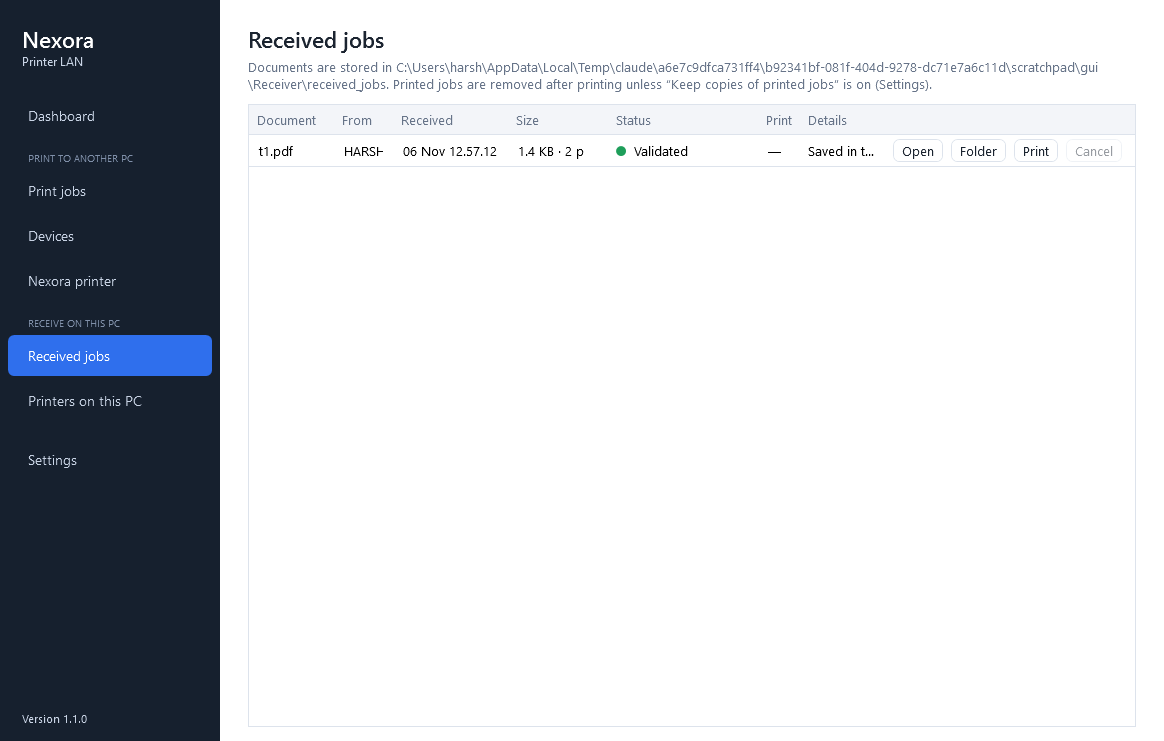 Nexora
Printer LAN
Dashboard
PRINT TO ANOTHER PC
Print jobs
Devices
Nexora printer
RECEIVE ON THIS PC
Received jobs
Printers on this PC
Settings
Version 1.1.0
Received jobs
Documents are stored in C:\Users\harsh\AppData\Local\Temp\claude\a6e7c9dfca731ff4\b92341bf-081f-404d-9278-dc71e7a6c11d\scratchpad\gui
\Receiver\received_jobs. Printed jobs are removed after printing unless “Keep copies of printed jobs” is on (Settings).
Document From Received Size Status Print Details
t1.pdf HARSH 06 Nov 12.57.12 1.4 KB · 2 p Validated — Saved in t... Open Folder Print Cancel